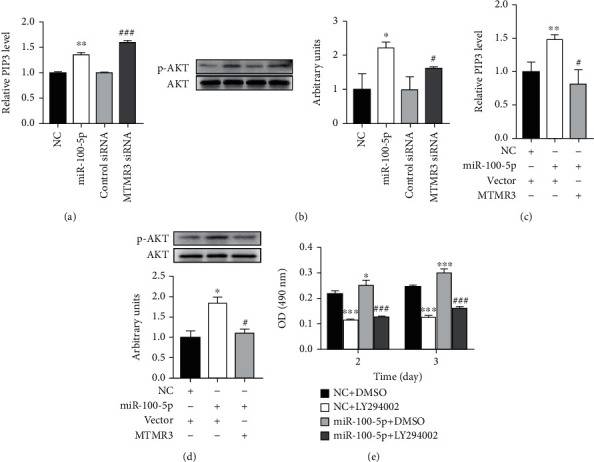 Relative PIP3 level
2.0
1.5
1.0
0.5
0.0
**
###
NC
miR-100-5p
Control siRNA
MTMR3 siRNA
(a)
p-AKT
AKT
Arbitrary units
3
2
1
0
*
#
NC
miR-100-5p
Control siRNA
MTMR3 siRNA
(b)
Relative PIP3 level
2.0
1.5
1.0
0.5
0.0
**
#
NC + − −
miR-100-5p − + +
Vector + + −
MTMR3 − − +
(c)
p-AKT
AKT
Arbitrary units
2.5
2.0
1.5
1.0
0.5
0.0
*
#
NC + − −
miR-100-5p − + +
Vector + + −
MTMR3 − − +
(d)
OD (490 nm)
0.4
0.3
0.2
0.1
0.0
*** * ###
*** *** ###
2 3
Time (day)
NC+DMSO
NC+LY294002
miR-100-5p+DMSO
miR-100-5p+LY294002
(e)